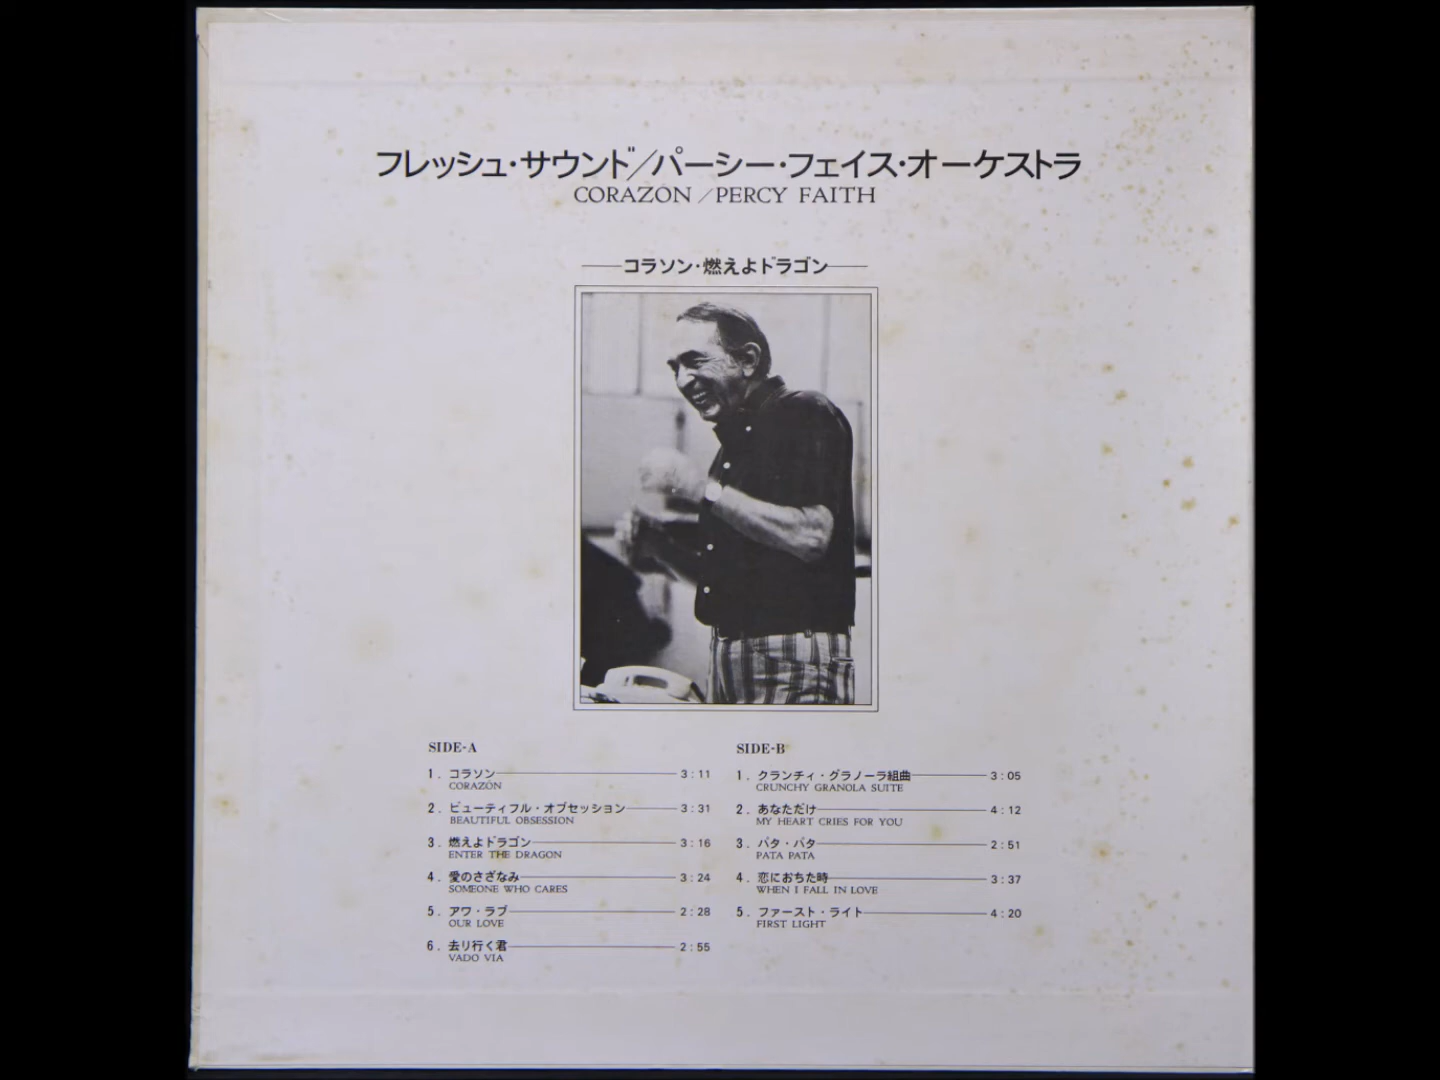 フレッシュ・サウンド/パーシー・フェイス・オーケストラ
CORAZON/PERCY FAITH
コラソン・燃えよドラゴン
SIDE-A
1. コラソン 3:11
CORAZON
2. ビューティフル・オブセッション 3:31
BEAUTIFUL OBSESSION
3. 燃えよドラゴン 3:16
ENTER THE DRAGON
4. 愛のさざなみ 3:24
SOMEONE WHO CARES
5. アワ・ラブ 2:28
OUR LOVE
6. 去り行く君 2:55
VADO VIA
SIDE-B
1. クランチィ・グラノーラ組曲 3:05
CRUNCHY GRANOLA SUITE
2. あなただけ 4:12
MY HEART CRIES FOR YOU
3. パタ・パタ 2:51
PATA PATA
4. 恋におちた時 3:37
WHEN I FALL IN LOVE
5. ファースト・ライト 4:20
FIRST LIGHT